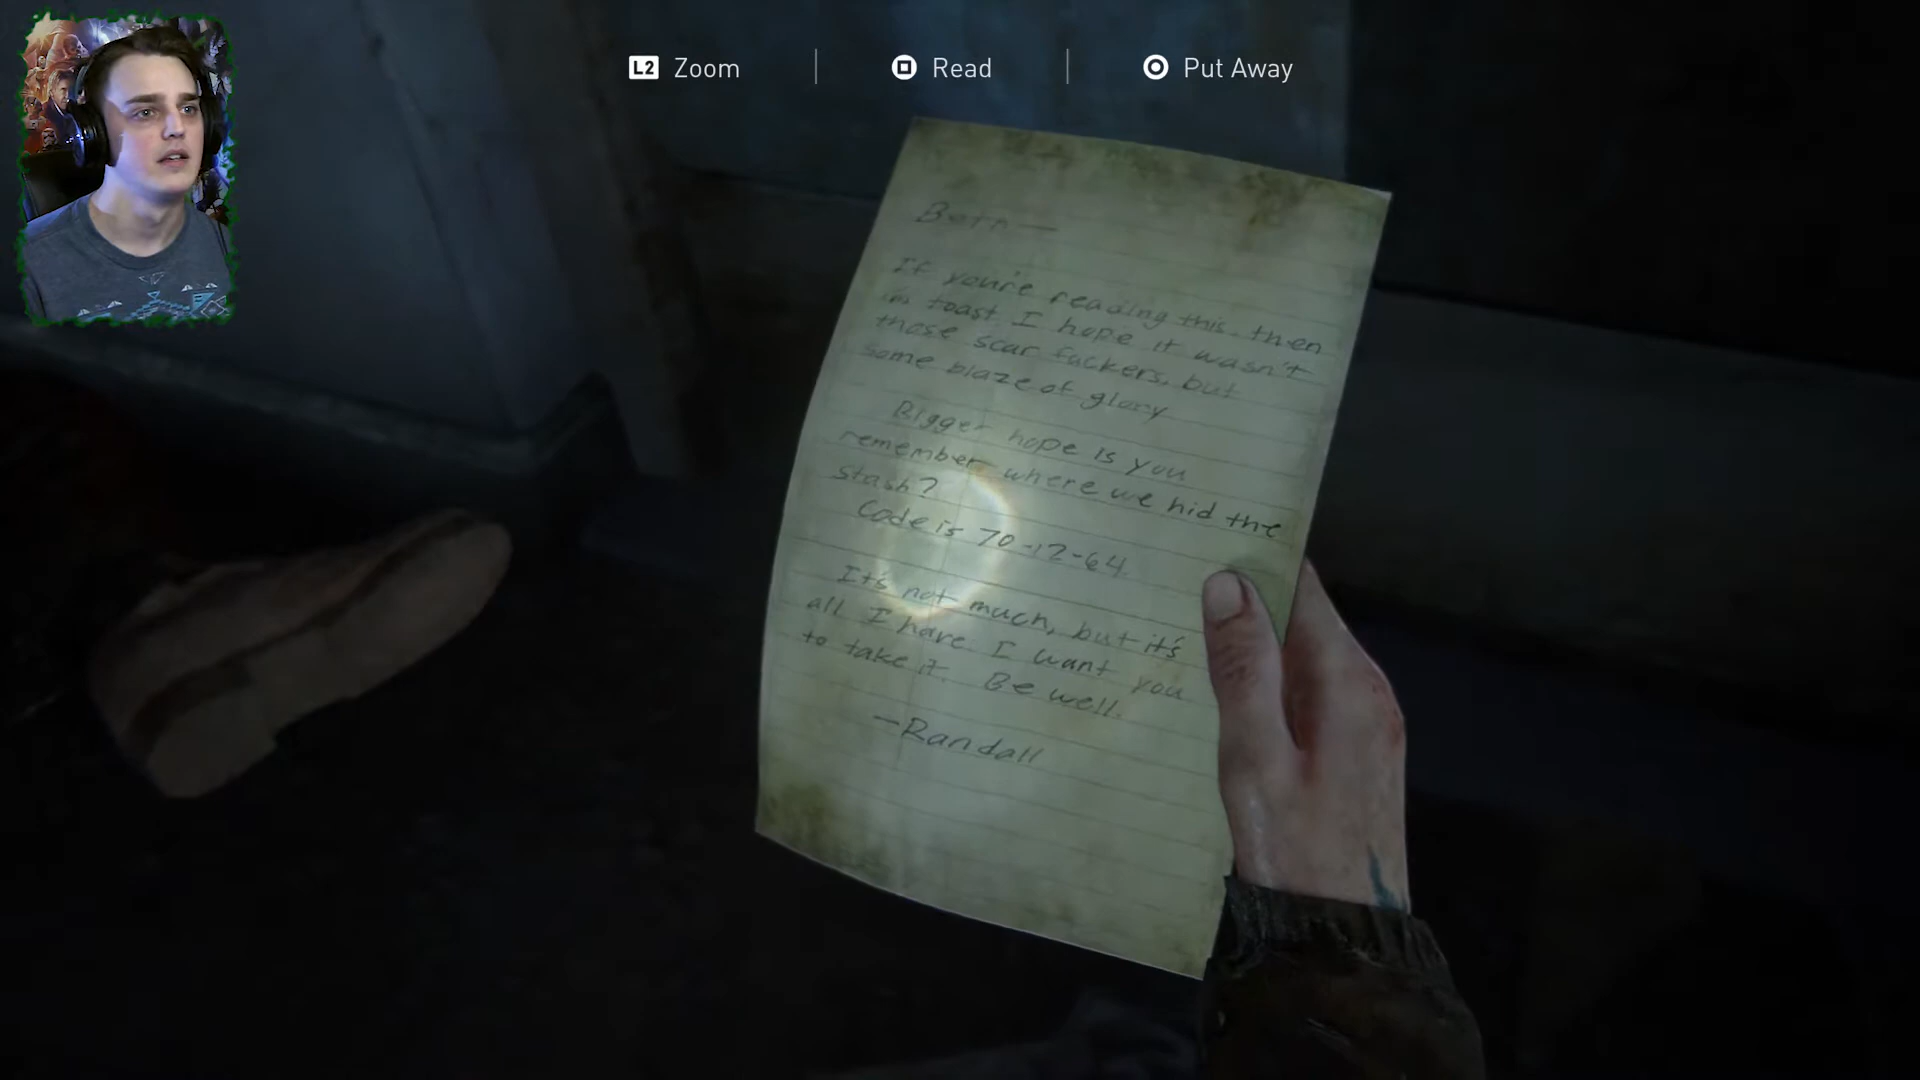 L2 Zoom | Read | Put Away
Born—
If you're reading this, then
i'm toast. I hope it wasn't
those scar fuckers, but
some blaze of glory
Bigger hope is you
remember where we hid the
stash?
Code is 70-12-64.
It's not much, but it's
all I have. I want you
to take it. Be well.
—Randall